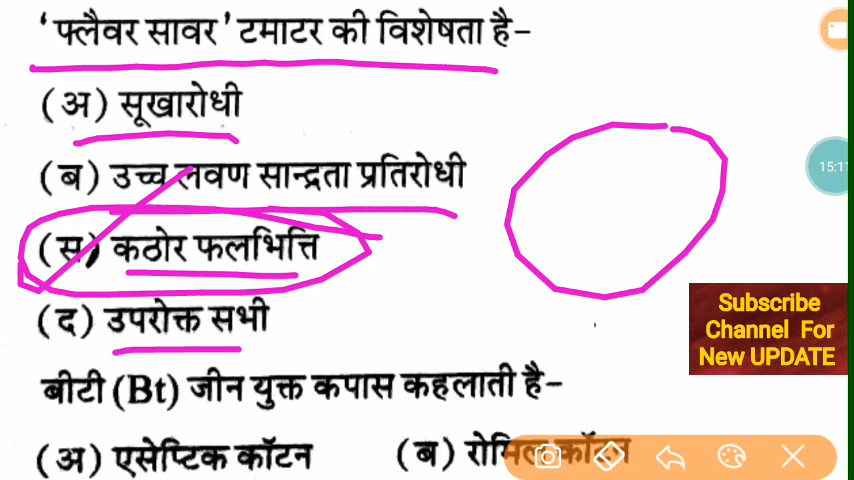 ‘फ्लैवर सावर’ टमाटर की विशेषता है–
(अ) सूखारोधी
(ब) उच्च लवण सान्द्रता प्रतिरोधी
(स) कठोर फलभित्ति
(द) उपरोक्त सभी
बीटी (Bt) जीन युक्त कपास कहलाती है–
(अ) एसेप्टिक कॉटन (ब) रोमिल कॉटन
15:11
Subscribe
Channel For
New UPDATE